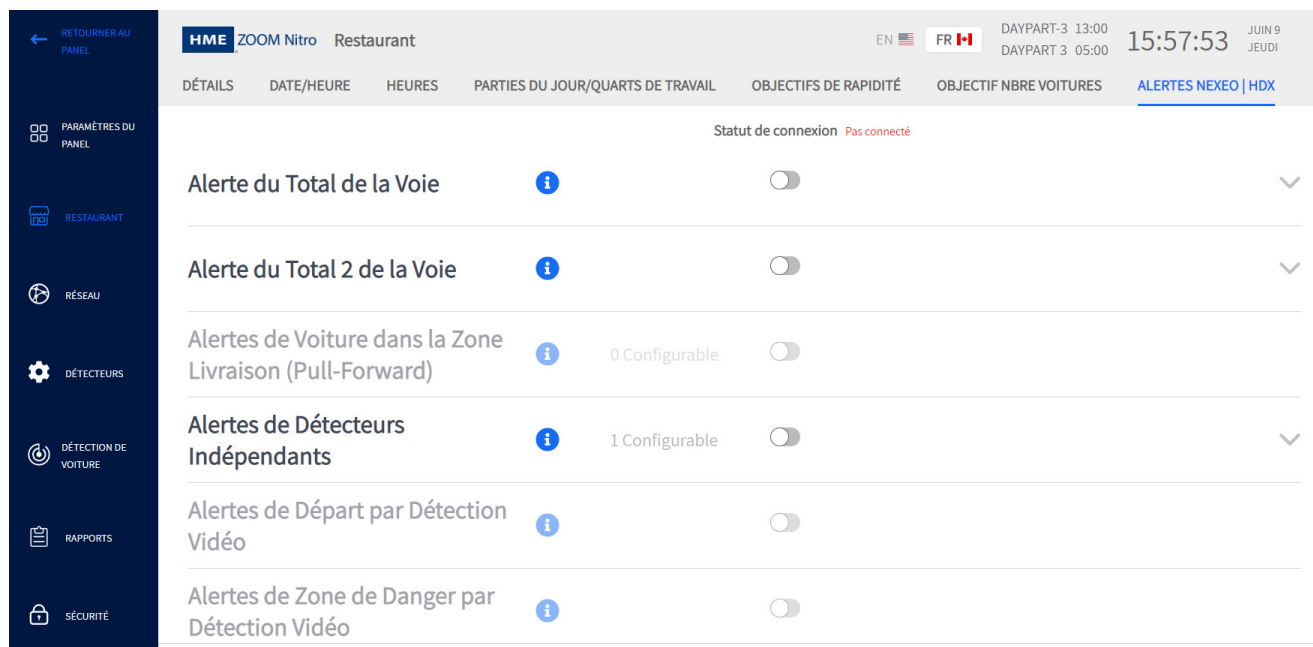 RETOURNER AU
PANEL
HME ZOOM Nitro Restaurant
EN FR
DAYPART-3 13:00
DAYPART 3 05:00
15:57:53
JUIN 9
JEUDI
DÉTAILS DATE/HEURE HEURES PARTIES DU JOUR/QUARTS DE TRAVAIL OBJECTIFS DE RAPIDITÉ OBJECTIF NBRE VOITURES ALERTES NEXEO | HDX
PARAMÈTRES DU
PANEL
RESTAURANT
RÉSEAU
DÉTECTEURS
DÉTECTION DE
VOITURE
RAPPORTS
SÉCURITÉ
Statut de connexion Pas connecté
Alerte du Total de la Voie
Alerte du Total 2 de la Voie
Alertes de Voiture dans la Zone
Livraison (Pull-Forward)
0 Configurable
Alertes de Détecteurs
Indépendants
1 Configurable
Alertes de Départ par Détection
Vidéo
Alertes de Zone de Danger par
Détection Vidéo